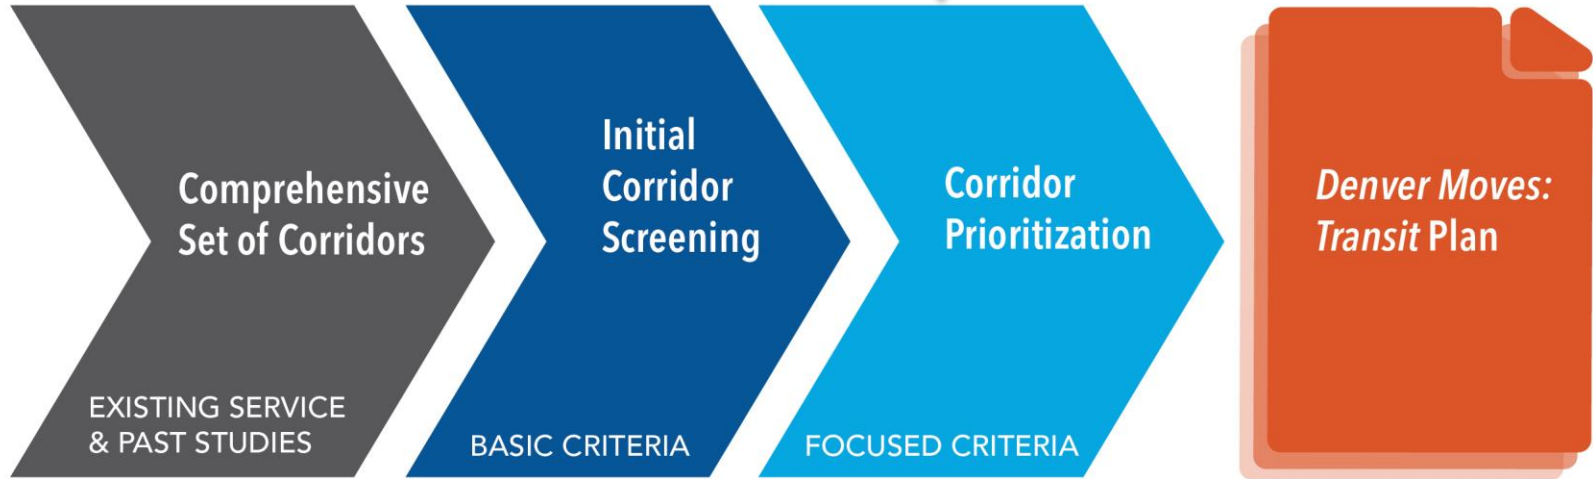 Comprehensive
Set of Corridors
EXISTING SERVICE
& PAST STUDIES
Initial
Corridor
Screening
BASIC CRITERIA
Corridor
Prioritization
FOCUSED CRITERIA
Denver Moves:
Transit Plan